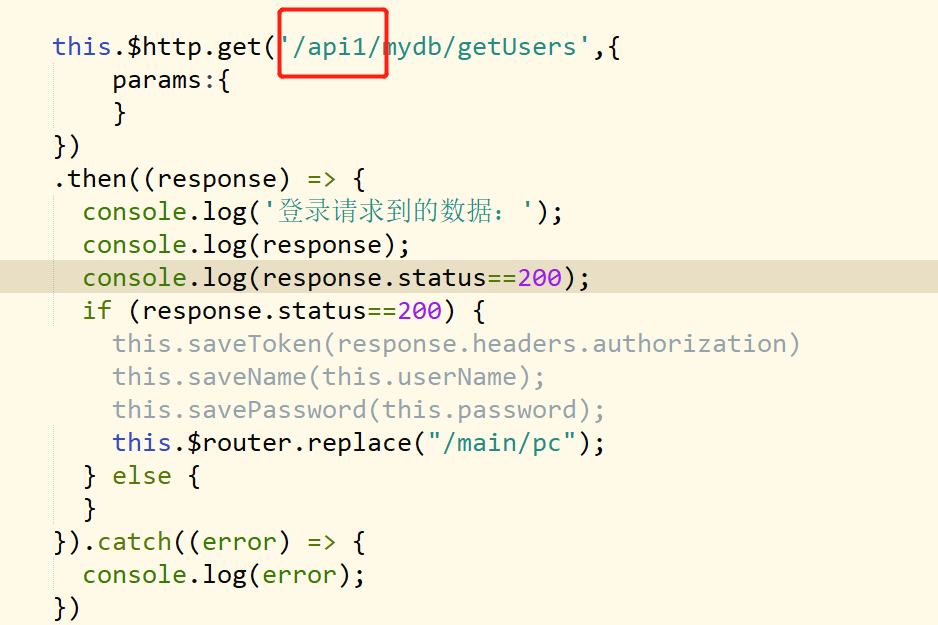 this.$http.get('/api1/mydb/getUsers',{
params:{
}
})
.then((response) => {
console.log('登录请求到的数据：');
console.log(response);
console.log(response.status==200);
if (response.status==200) {
this.saveToken(response.headers.authorization)
this.saveName(this.userName);
this.savePassword(this.password);
this.$router.replace("/main/pc");
} else {
}
}).catch((error) => {
console.log(error);
})